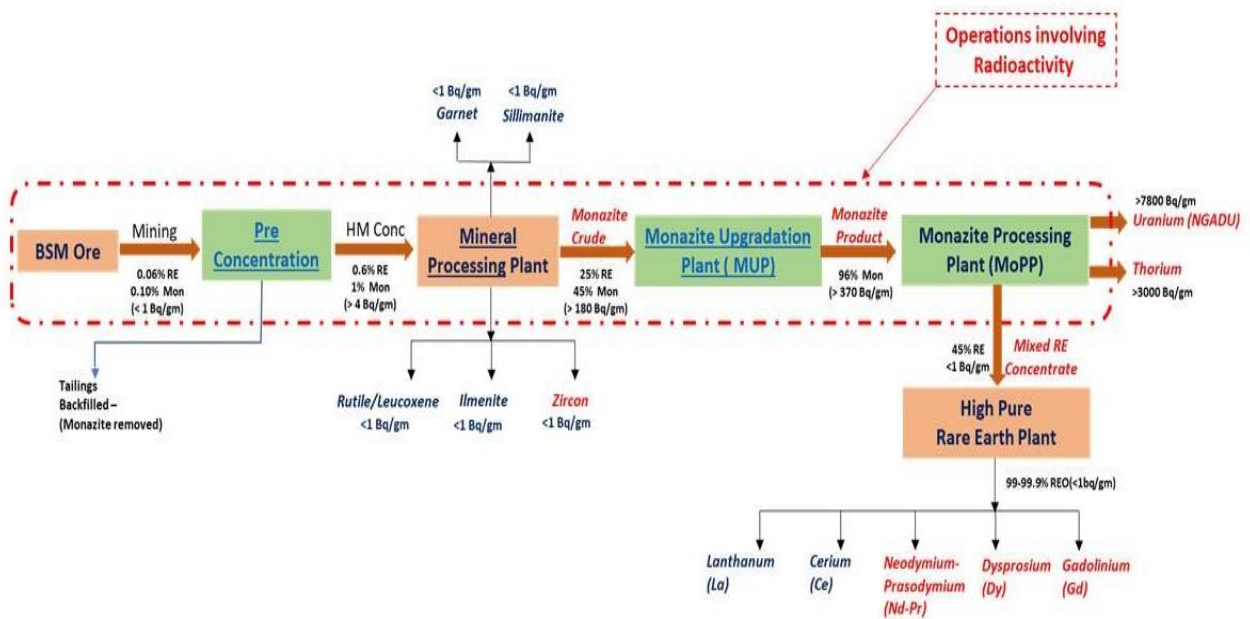 Operations involving
Radioactivity
<1 Bq/gm
Garnet
<1 Bq/gm
Sillimanite
BSM Ore
Mining
0.06% RE
0.10% Mon
(< 1 Bq/gm)
Pre
Concentration
HM Conc
0.6% RE
1% Mon
(> 4 Bq/gm)
Mineral
Processing Plant
Monazite
Crude
25% RE
45% Mon
(> 180 Bq/gm)
Monazite Upgradation
Plant ( MUP)
Monazite
Product
96% Mon
(> 370 Bq/gm)
Monazite Processing
Plant (MoPP)
>7800 Bq/gm
Uranium (NGADU)
Thorium
>3000 Bq/gm
Tailings
Backfilled –
(Monazite removed)
Rutile/Leucoxene
<1 Bq/gm
Ilmenite
<1 Bq/gm
Zircon
<1 Bq/gm
45% RE
<1 Bq/gm
Mixed RE
Concentrate
High Pure
Rare Earth Plant
99-99.9% REO(<1bq/gm)
Lanthanum
(La)
Cerium
(Ce)
Neodymium-
Prasodymium
(Nd-Pr)
Dysprosium
(Dy)
Gadolinium
(Gd)